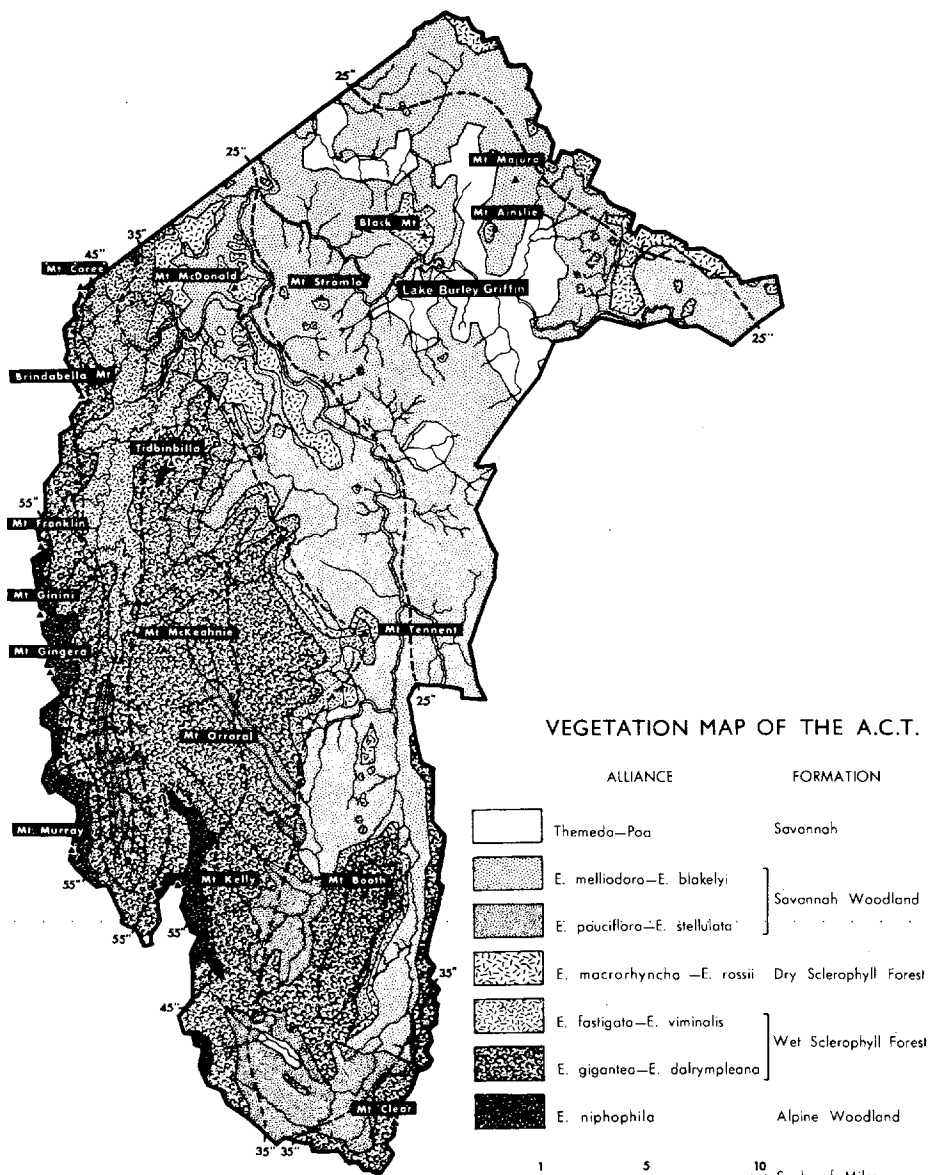 25"
25"
Mt Majura
Black Mt
Mt Ainslie
35"
45"
Mt Coree
Mt McDonald
Mt Stromlo
Lake Burley Griffin
25"
Brindabella Mt
Tidbinbilla
55"
Mt Franklin
Mt Ginini
Mt McKeahnie
Mt Tennent
Mt Gingera
25"
Mt Orroral
VEGETATION MAP OF THE A.C.T.
ALLIANCE FORMATION
Themeda—Poa Savannah
Mt Murray
55"
Mt Kelly
Mt Booth
E. melliodora—E. blakelyi
Savannah Woodland
E. pauciflora—E. stellulata
55"
55"
35"
E. macrorhyncha —E. rossii Dry Sclerophyll Forest
45"
E. fastigata—E. viminalis
Wet Sclerophyll Forest
E. gigantea—E. dalrympleana
Mt Clear
E. niphophila Alpine Woodland
35" 35"
1 5 10
Scale of Miles